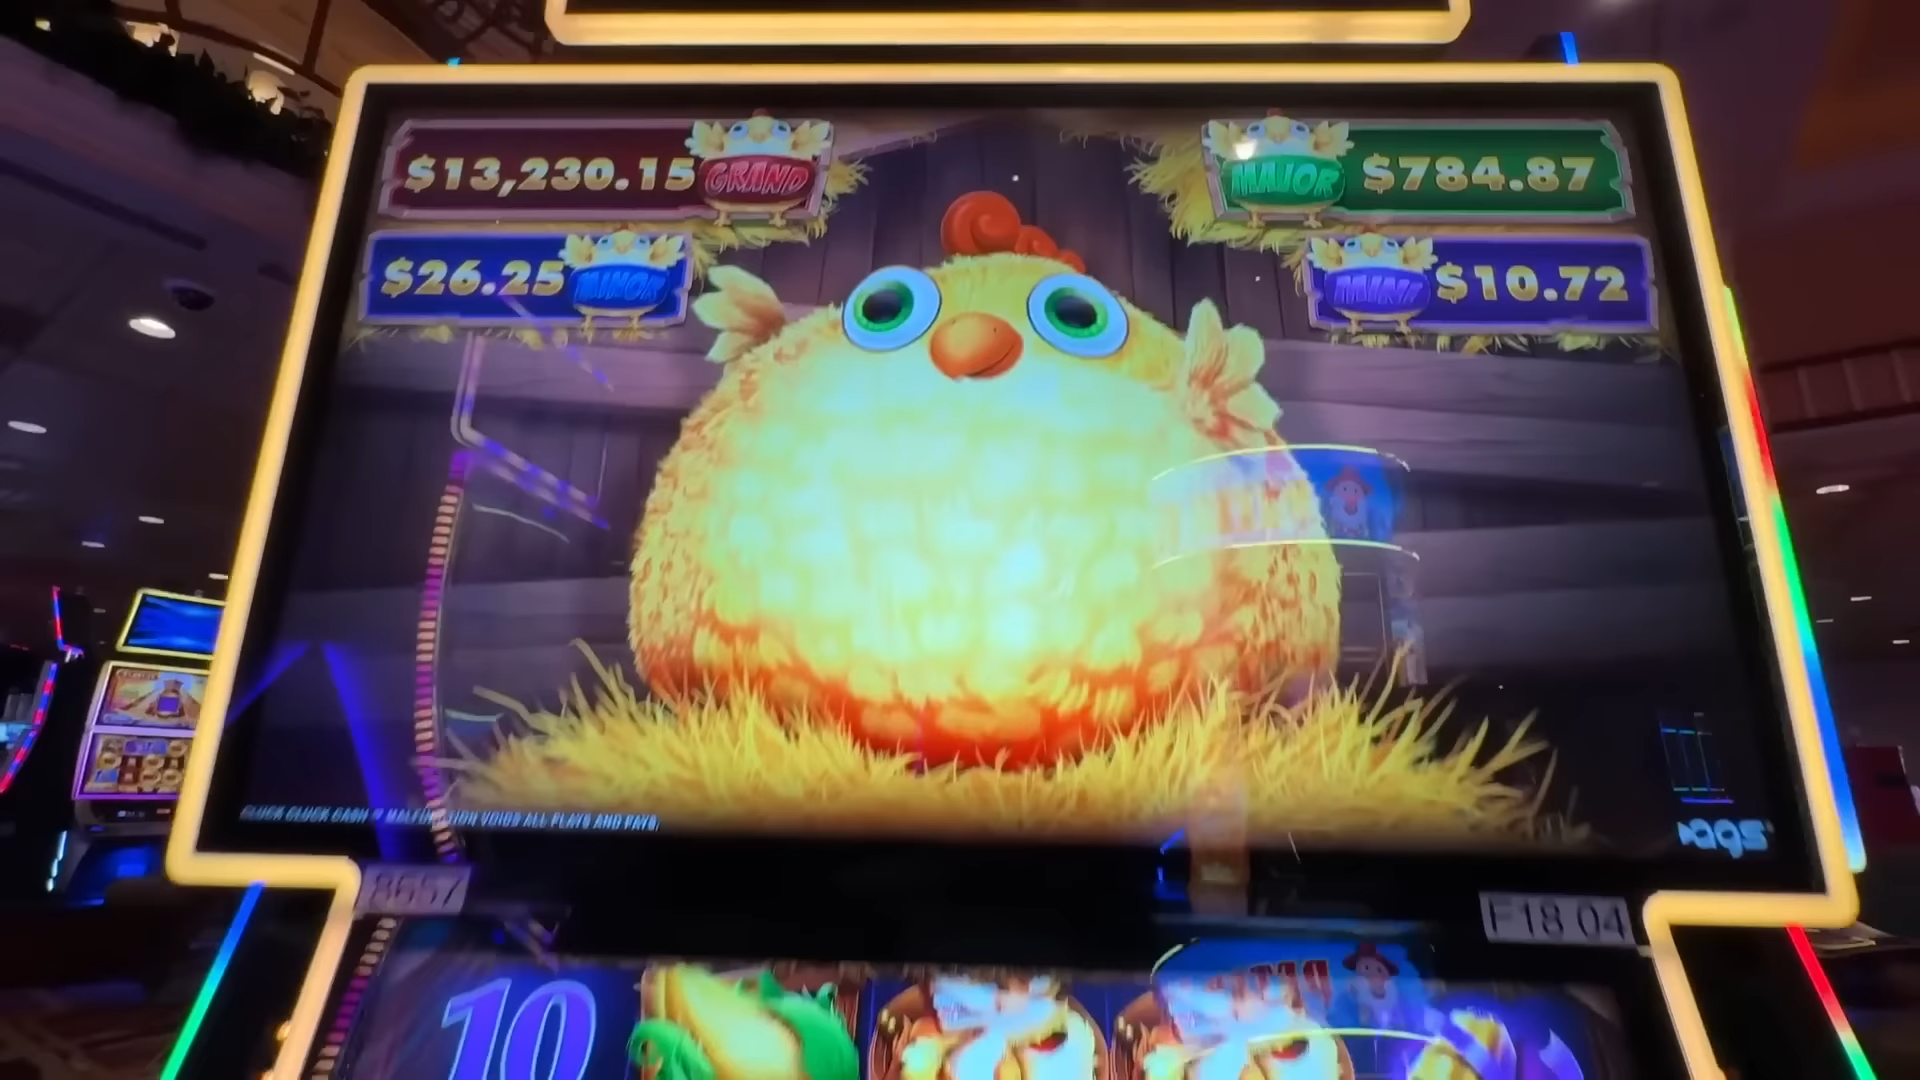 $13,230.15 GRAND
MAJOR $784.87
$26.25 MINOR
MINI $10.72
CLUCK CLUCK CASH ® MALFUNCTION VOIDS ALL PLAYS AND PAYS.
AGS
8657
F18 04
10